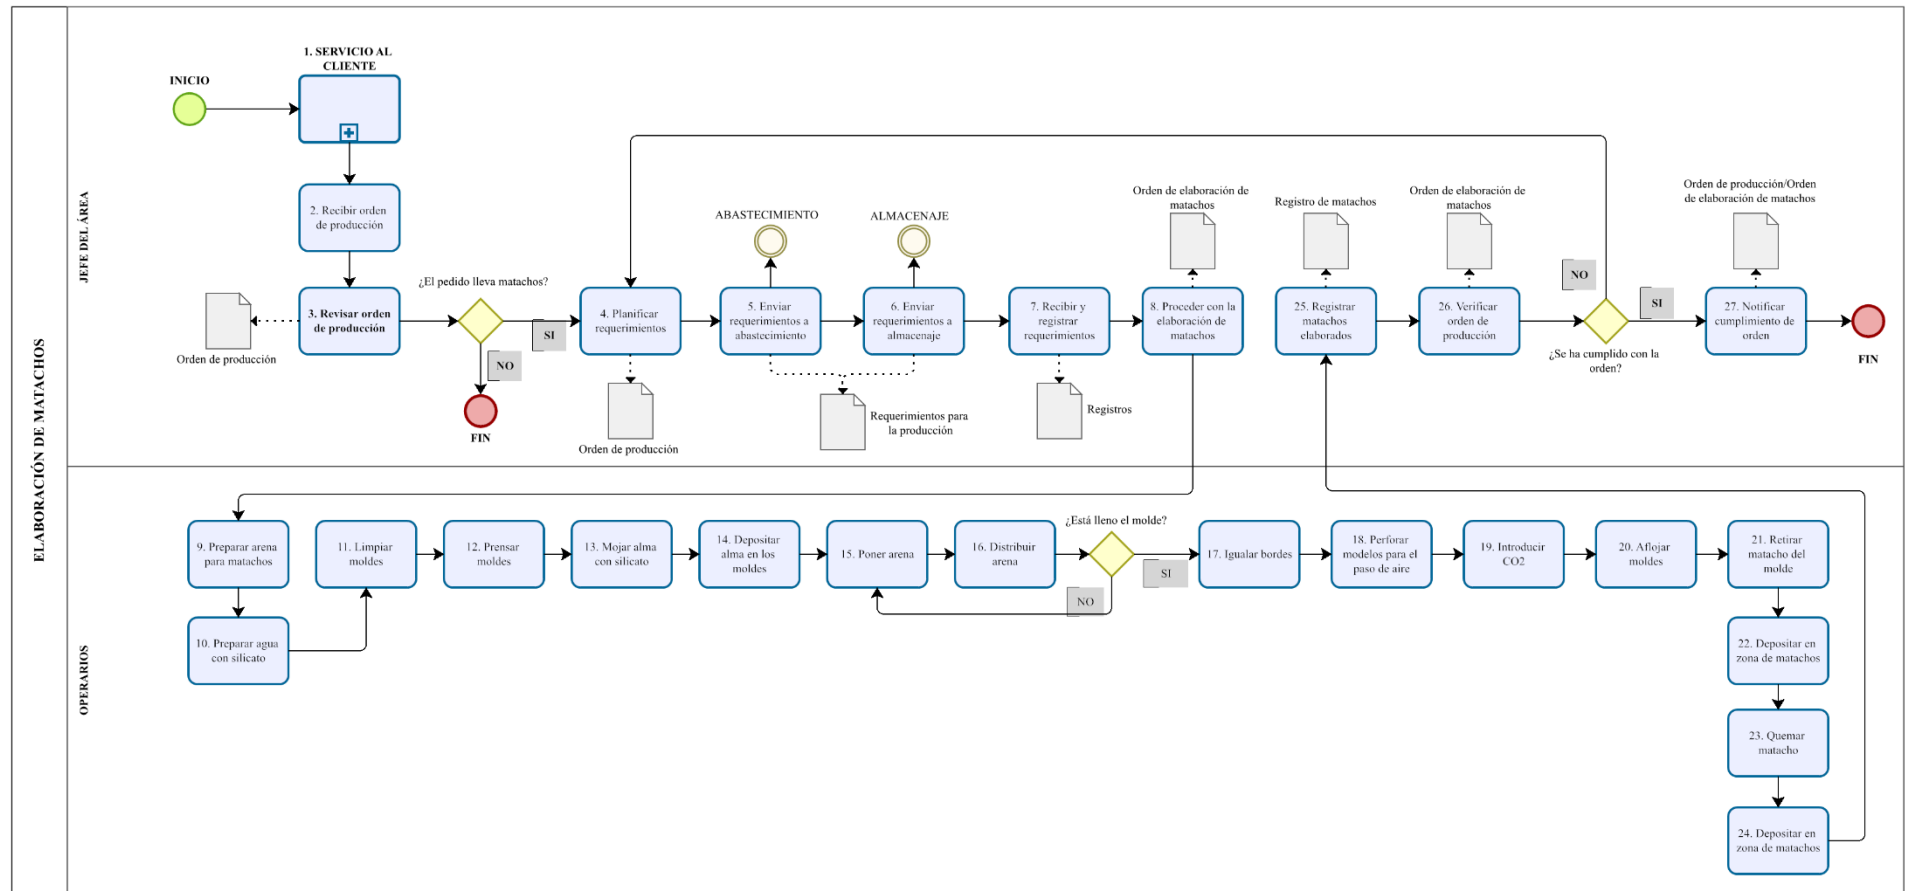 ELABORACIÓN DE MATACHOS
JEFE DEL ÁREA
INICIO
1. SERVICIO AL
CLIENTE
2. Recibir orden
de producción
3. Revisar orden
de producción
Orden de producción
¿El pedido lleva matachos?
SI
NO
FIN
4. Planificar
requerimientos
Orden de producción
ABASTECIMIENTO
5. Enviar
requerimientos a
abastecimiento
ALMACENAJE
6. Enviar
requerimientos a
almacenaje
Requerimientos para
la producción
7. Recibir y
registrar
requerimientos
Registros
Orden de elaboración de
matachos
8. Proceder con la
elaboración de
matachos
Registro de matachos
25. Registrar
matachos
elaborados
Orden de elaboración de
matachos
26. Verificar
orden de
producción
NO
SI
¿Se ha cumplido con la
orden?
Orden de producción/Orden
de elaboración de matachos
27. Notificar
cumplimiento de
orden
FIN
OPERARIOS
9. Preparar arena
para matachos
10. Preparar agua
con silicato
11. Limpiar
moldes
12. Prensar
moldes
13. Mojar alma
con silicato
14. Depositar
alma en los
moldes
15. Poner arena
16. Distribuir
arena
¿Está lleno el molde?
SI
NO
17. Igualar bordes
18. Perforar
modelos para el
paso de aire
19. Introducir
CO2
20. Aflojar
moldes
21. Retirar
matacho del
molde
22. Depositar en
zona de matachos
23. Quemar
matacho
24. Depositar en
zona de matachos